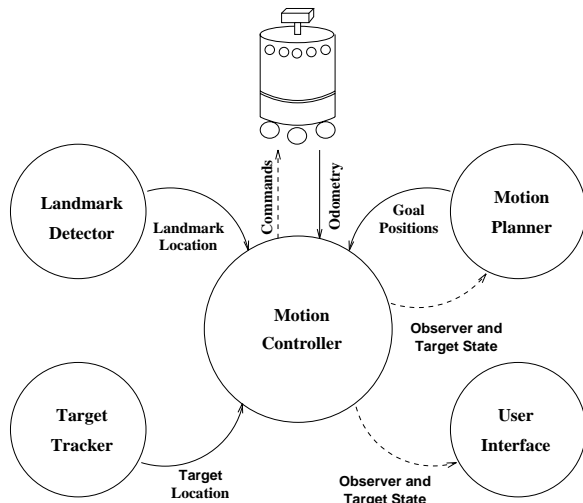 Commands
Odometry
Landmark
Detector
Landmark
Location
Goal
Positions
Motion
Planner
Motion
Controller
Observer and
Target State
Target
Tracker
Target
Location
User
Interface
Observer and
Target State